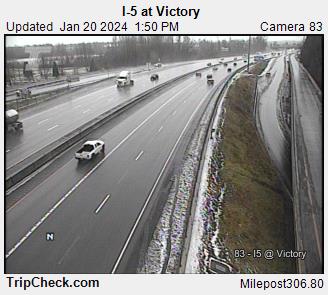 I-5 at Victory
Updated  Jan 20 2024  1:50 PM
Camera 83
N
83 - I5 @ Victory
TripCheck.com
Milepost306.80